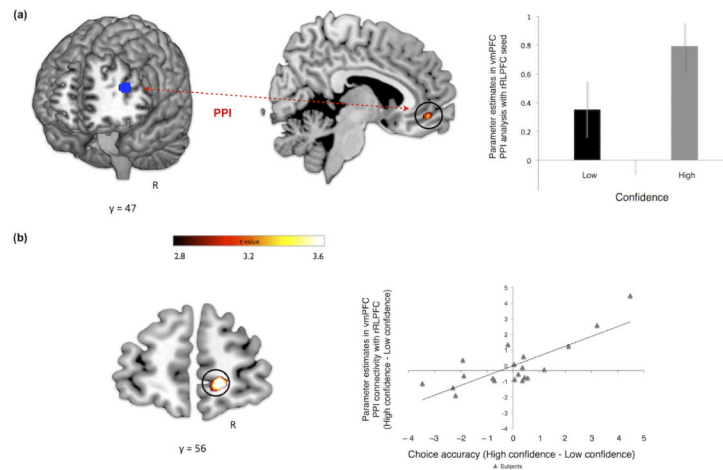 (a)
PPI
R
y = 47
Parameter estimates in vmPFC
PPI analysis with rRLPFC seed
1
0.8
0.6
0.4
0.2
0
Low
High
Confidence
(b)
t value
2.8
3.2
3.6
R
y = 56
Parameter estimates in vmPFC
PPI connectivity with rRLPFC
(High confidence - Low confidence)
5
4
3
2
1
0
-1
-2
-3
-4
-5
-4
-3
-2
-1
0
1
2
3
4
5
Choice accuracy (High confidence - Low confidence)
Subjects